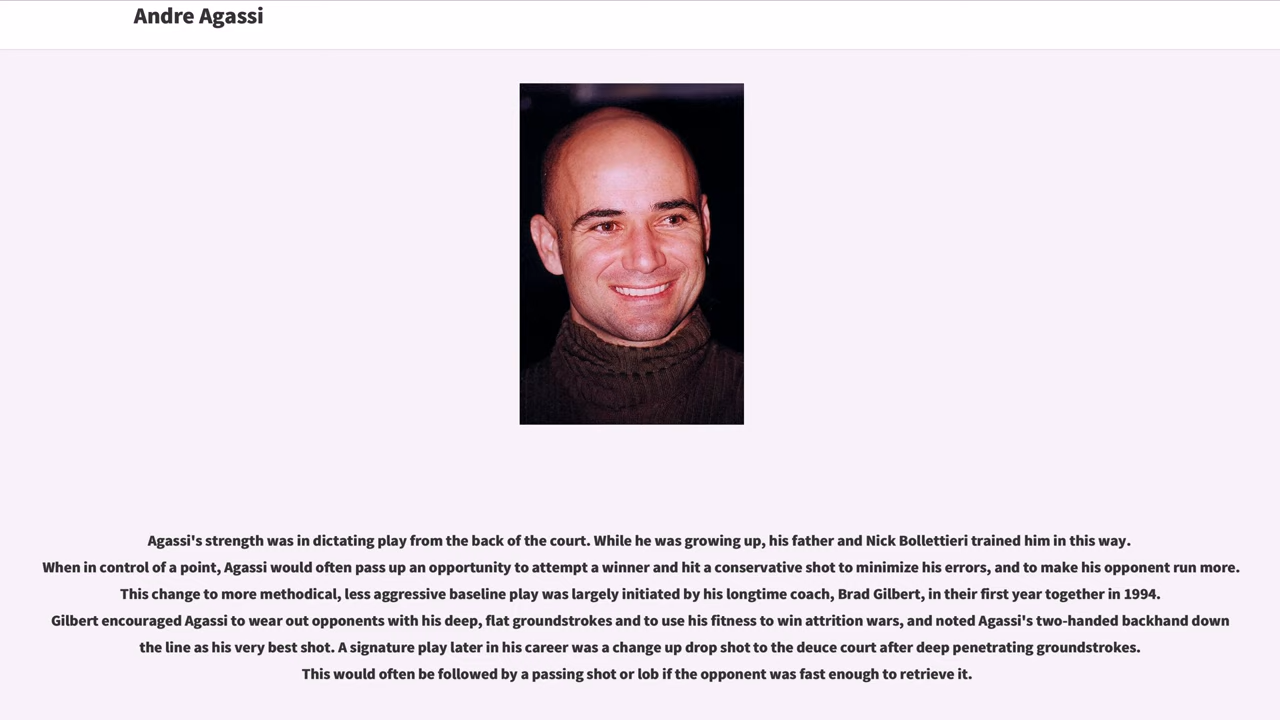 Andre Agassi
Agassi's strength was in dictating play from the back of the court. While he was growing up, his father and Nick Bollettieri trained him in this way.
When in control of a point, Agassi would often pass up an opportunity to attempt a winner and hit a conservative shot to minimize his errors, and to make his opponent run more.
This change to more methodical, less aggressive baseline play was largely initiated by his longtime coach, Brad Gilbert, in their first year together in 1994.
Gilbert encouraged Agassi to wear out opponents with his deep, flat groundstrokes and to use his fitness to win attrition wars, and noted Agassi's two-handed backhand down
the line as his very best shot. A signature play later in his career was a change up drop shot to the deuce court after deep penetrating groundstrokes.
This would often be followed by a passing shot or lob if the opponent was fast enough to retrieve it.